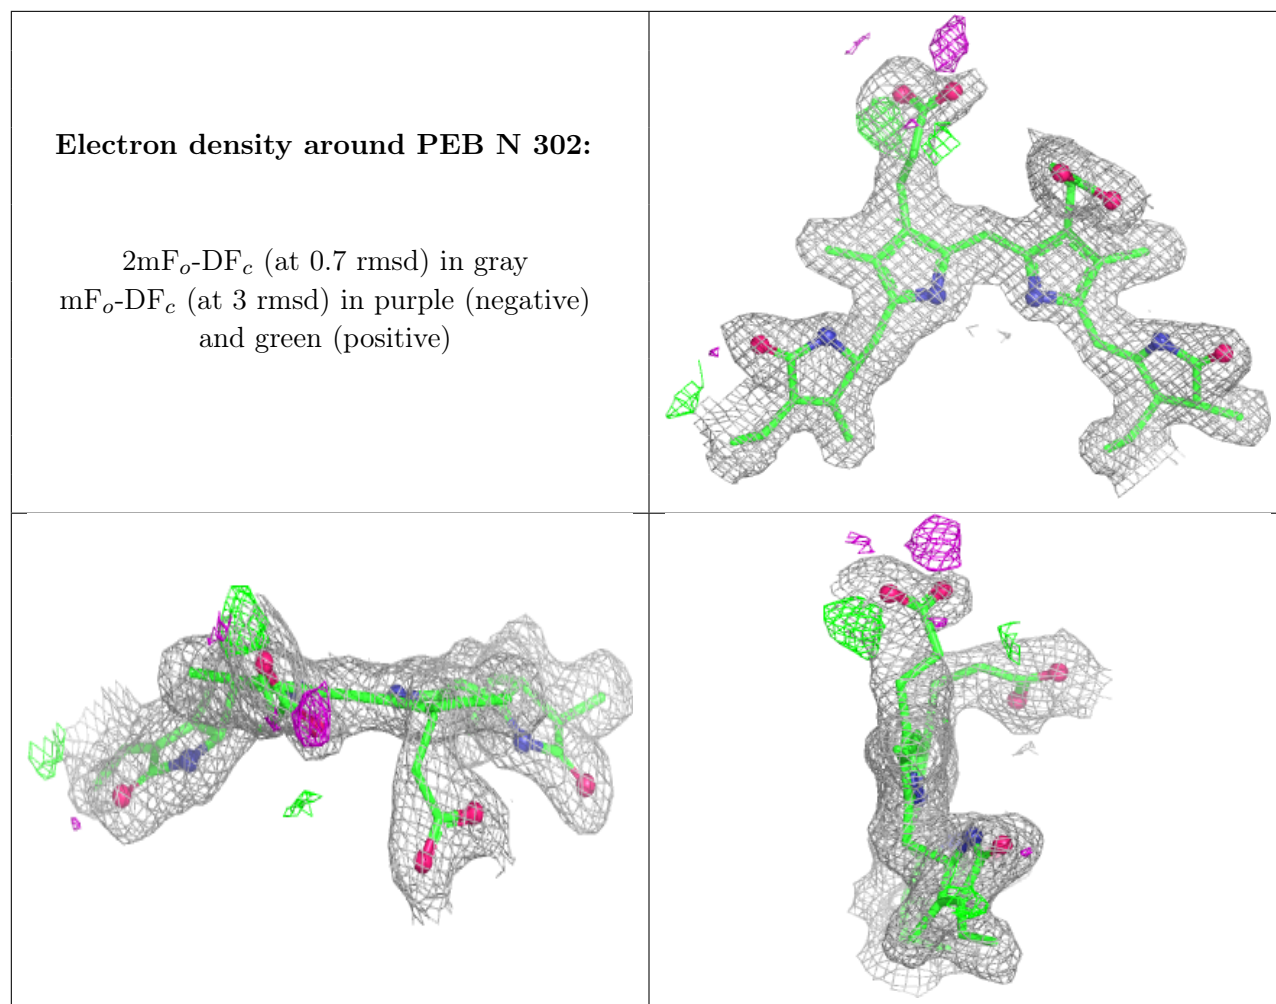 Electron density around PEB N 302:
2mFo-DFc (at 0.7 rmsd) in gray
mFo-DFc (at 3 rmsd) in purple (negative)
and green (positive)